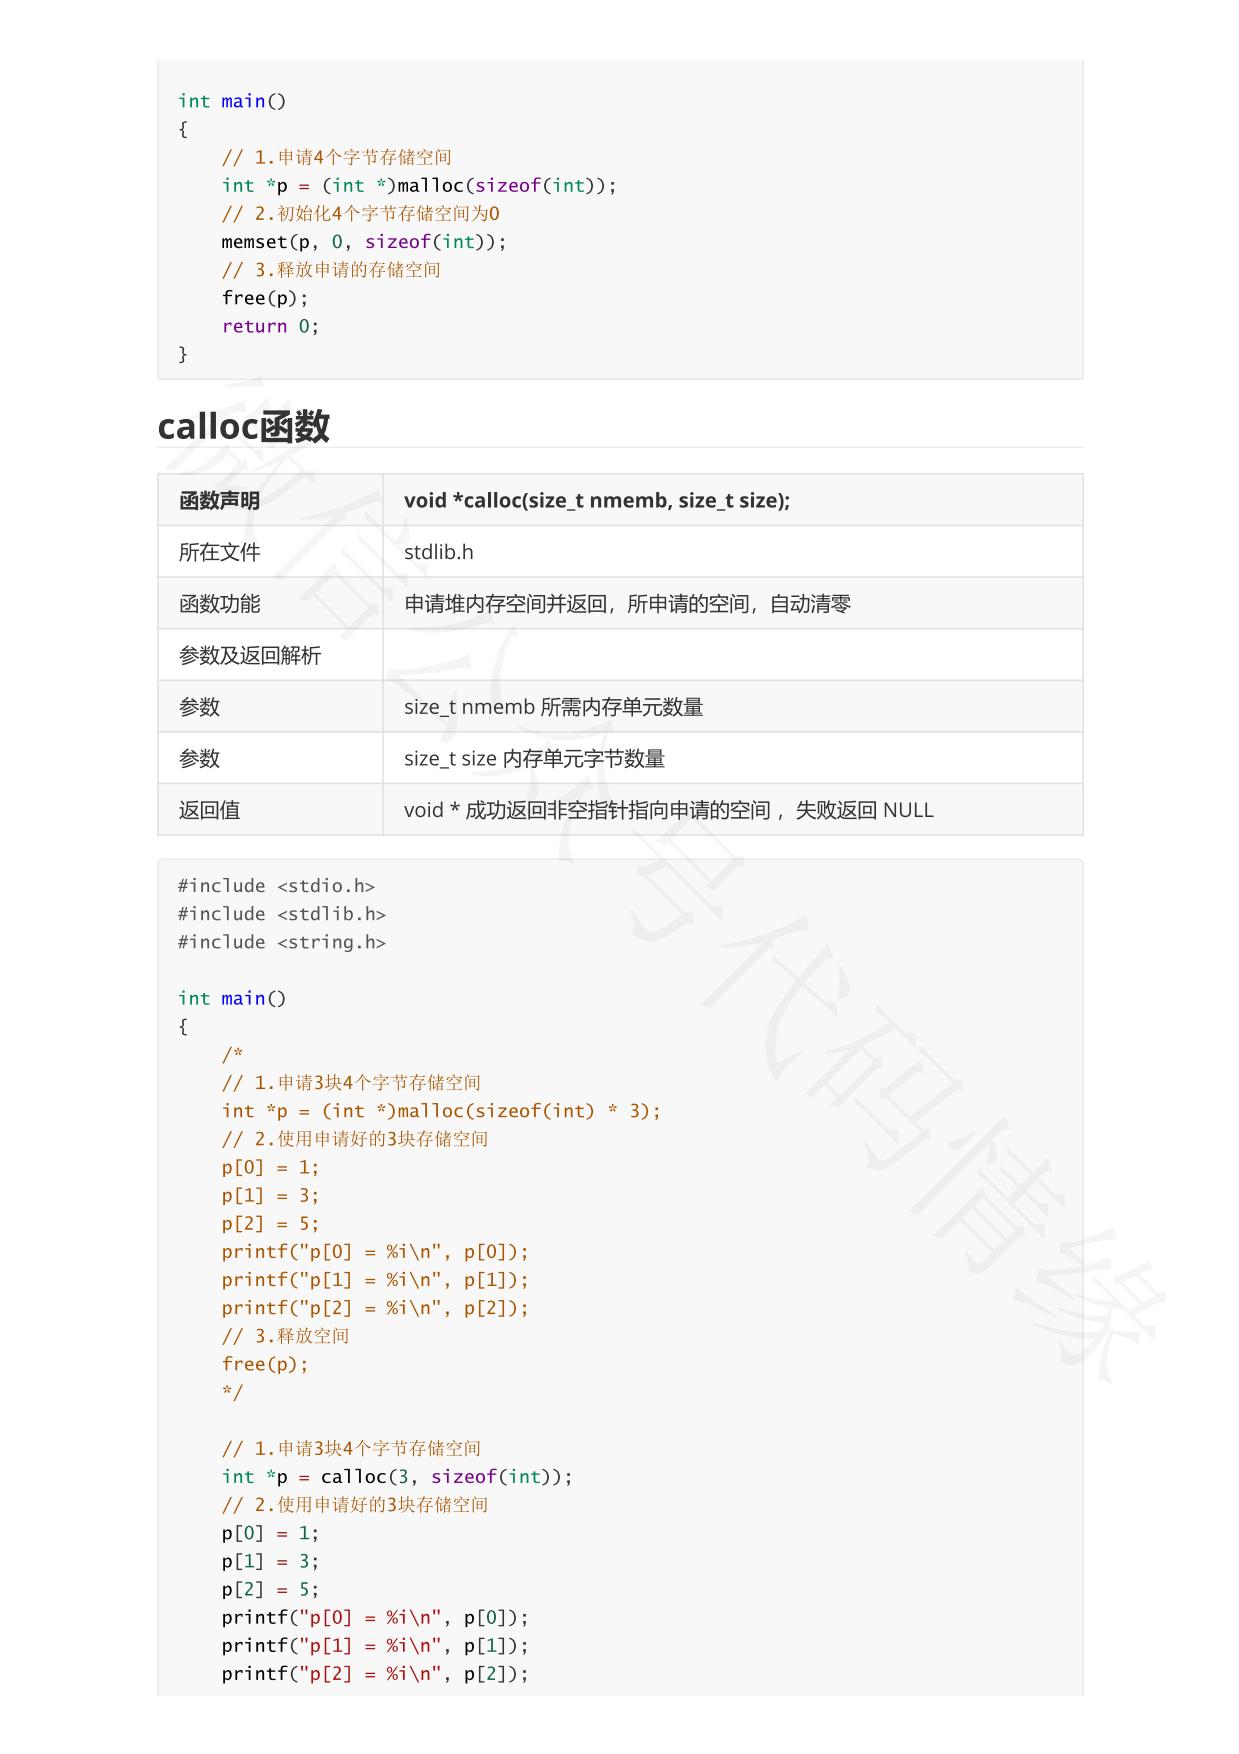 int main()
{
    // 1.申请4个字节存储空间
    int *p = (int *)malloc(sizeof(int));
    // 2.初始化4个字节存储空间为0
    memset(p, 0, sizeof(int));
    // 3.释放申请的存储空间
    free(p);
    return 0;
}
calloc函数
函数声明 void *calloc(size_t nmemb, size_t size);
所在文件 stdlib.h
函数功能 申请堆内存空间并返回，所申请的空间，自动清零
参数及返回解析
参数 size_t nmemb 所需内存单元数量
参数 size_t size 内存单元字节数量
返回值 void * 成功返回非空指针指向申请的空间 ，失败返回 NULL
#include <stdio.h>
#include <stdlib.h>
#include <string.h>
int main()
{
    /*
    // 1.申请3块4个字节存储空间
    int *p = (int *)malloc(sizeof(int) * 3);
    // 2.使用申请好的3块存储空间
    p[0] = 1;
    p[1] = 3;
    p[2] = 5;
    printf("p[0] = %i\n", p[0]);
    printf("p[1] = %i\n", p[1]);
    printf("p[2] = %i\n", p[2]);
    // 3.释放空间
    free(p);
    */
    // 1.申请3块4个字节存储空间
    int *p = calloc(3, sizeof(int));
    // 2.使用申请好的3块存储空间
    p[0] = 1;
    p[1] = 3;
    p[2] = 5;
    printf("p[0] = %i\n", p[0]);
    printf("p[1] = %i\n", p[1]);
    printf("p[2] = %i\n", p[2]);
微信公众号代码情缘